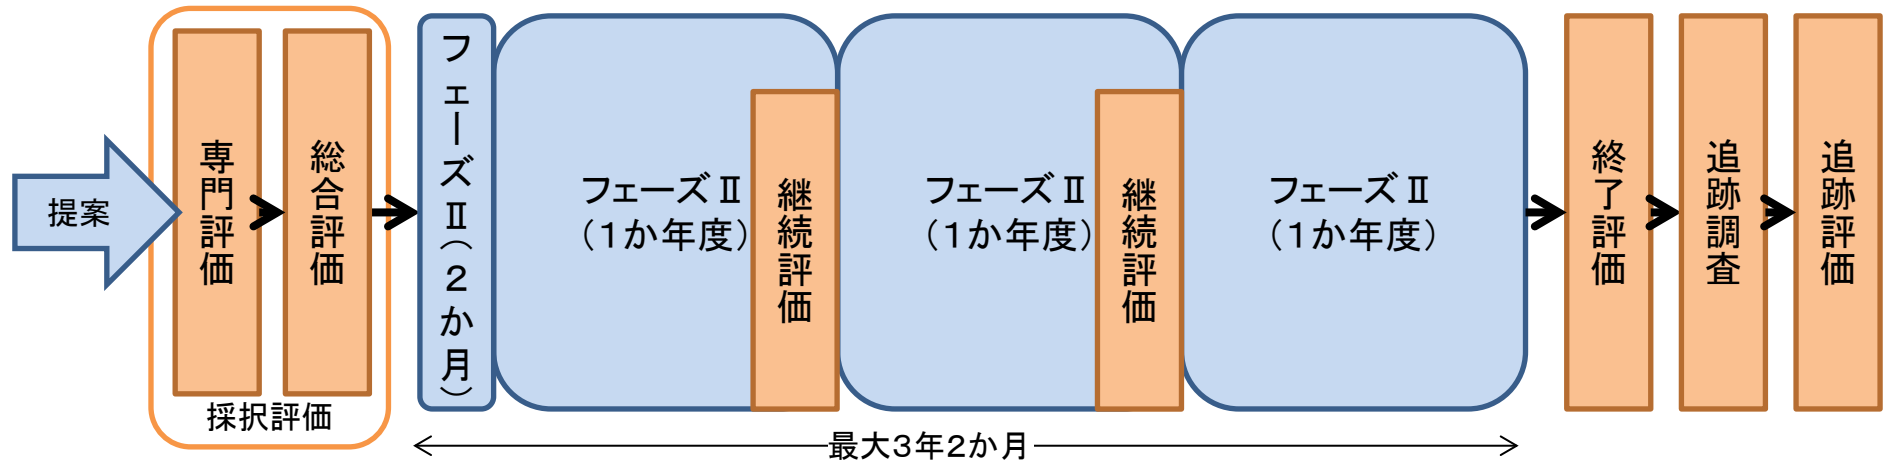 提案
専門評価
総合評価
採択評価
フェーズⅡ（２か月）
フェーズⅡ
（１か年度）
継続評価
フェーズⅡ
（１か年度）
継続評価
フェーズⅡ
（１か年度）
最大３年２か月
終了評価
追跡調査
追跡評価